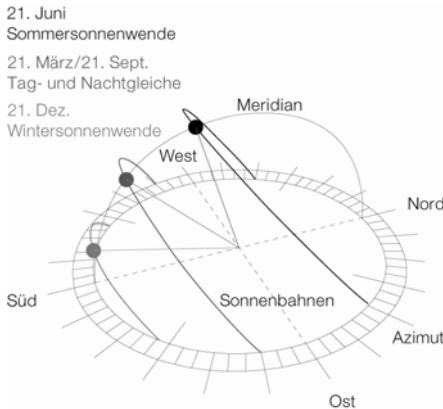 21. Juni
Sommersonnenwende
21. März/21. Sept.
Tag- und Nachtgleiche
21. Dez.
Wintersonnenwende
Meridian
West
Nord
Süd
Sonnenbahnen
Azimut
Ost